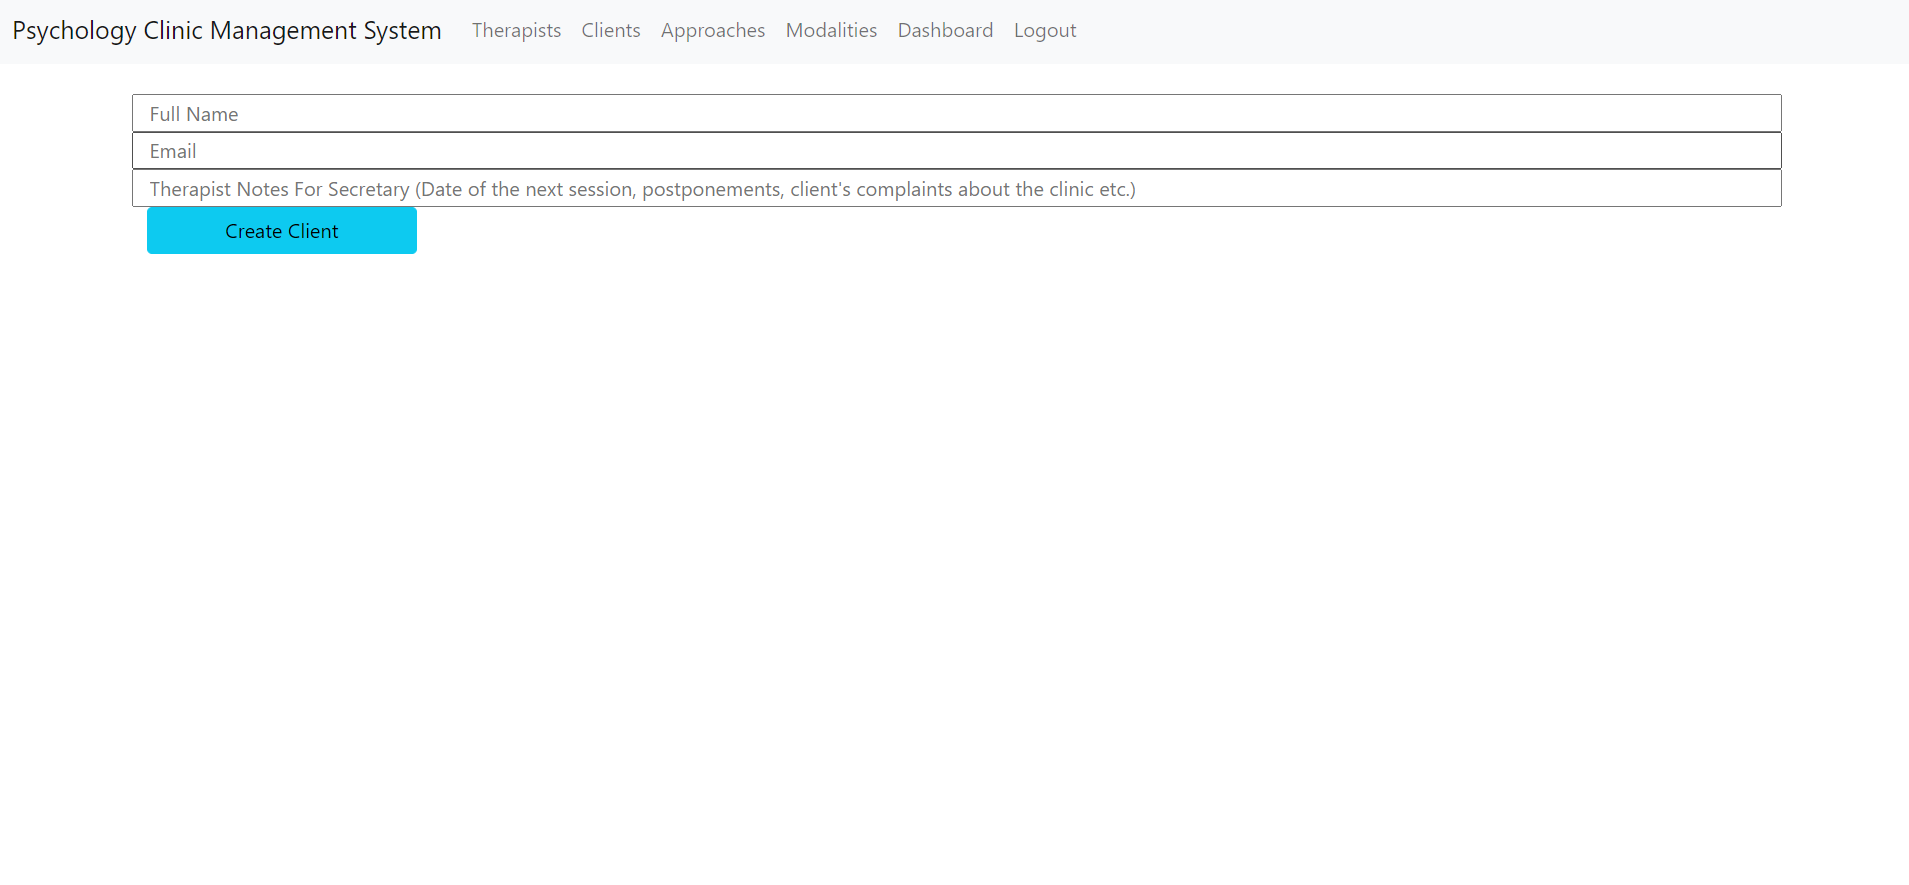 Psychology Clinic Management System Therapists Clients Approaches Modalities Dashboard Logout
Full Name
Email
Therapist Notes For Secretary (Date of the next session, postponements, client's complaints about the clinic etc.)
Create Client